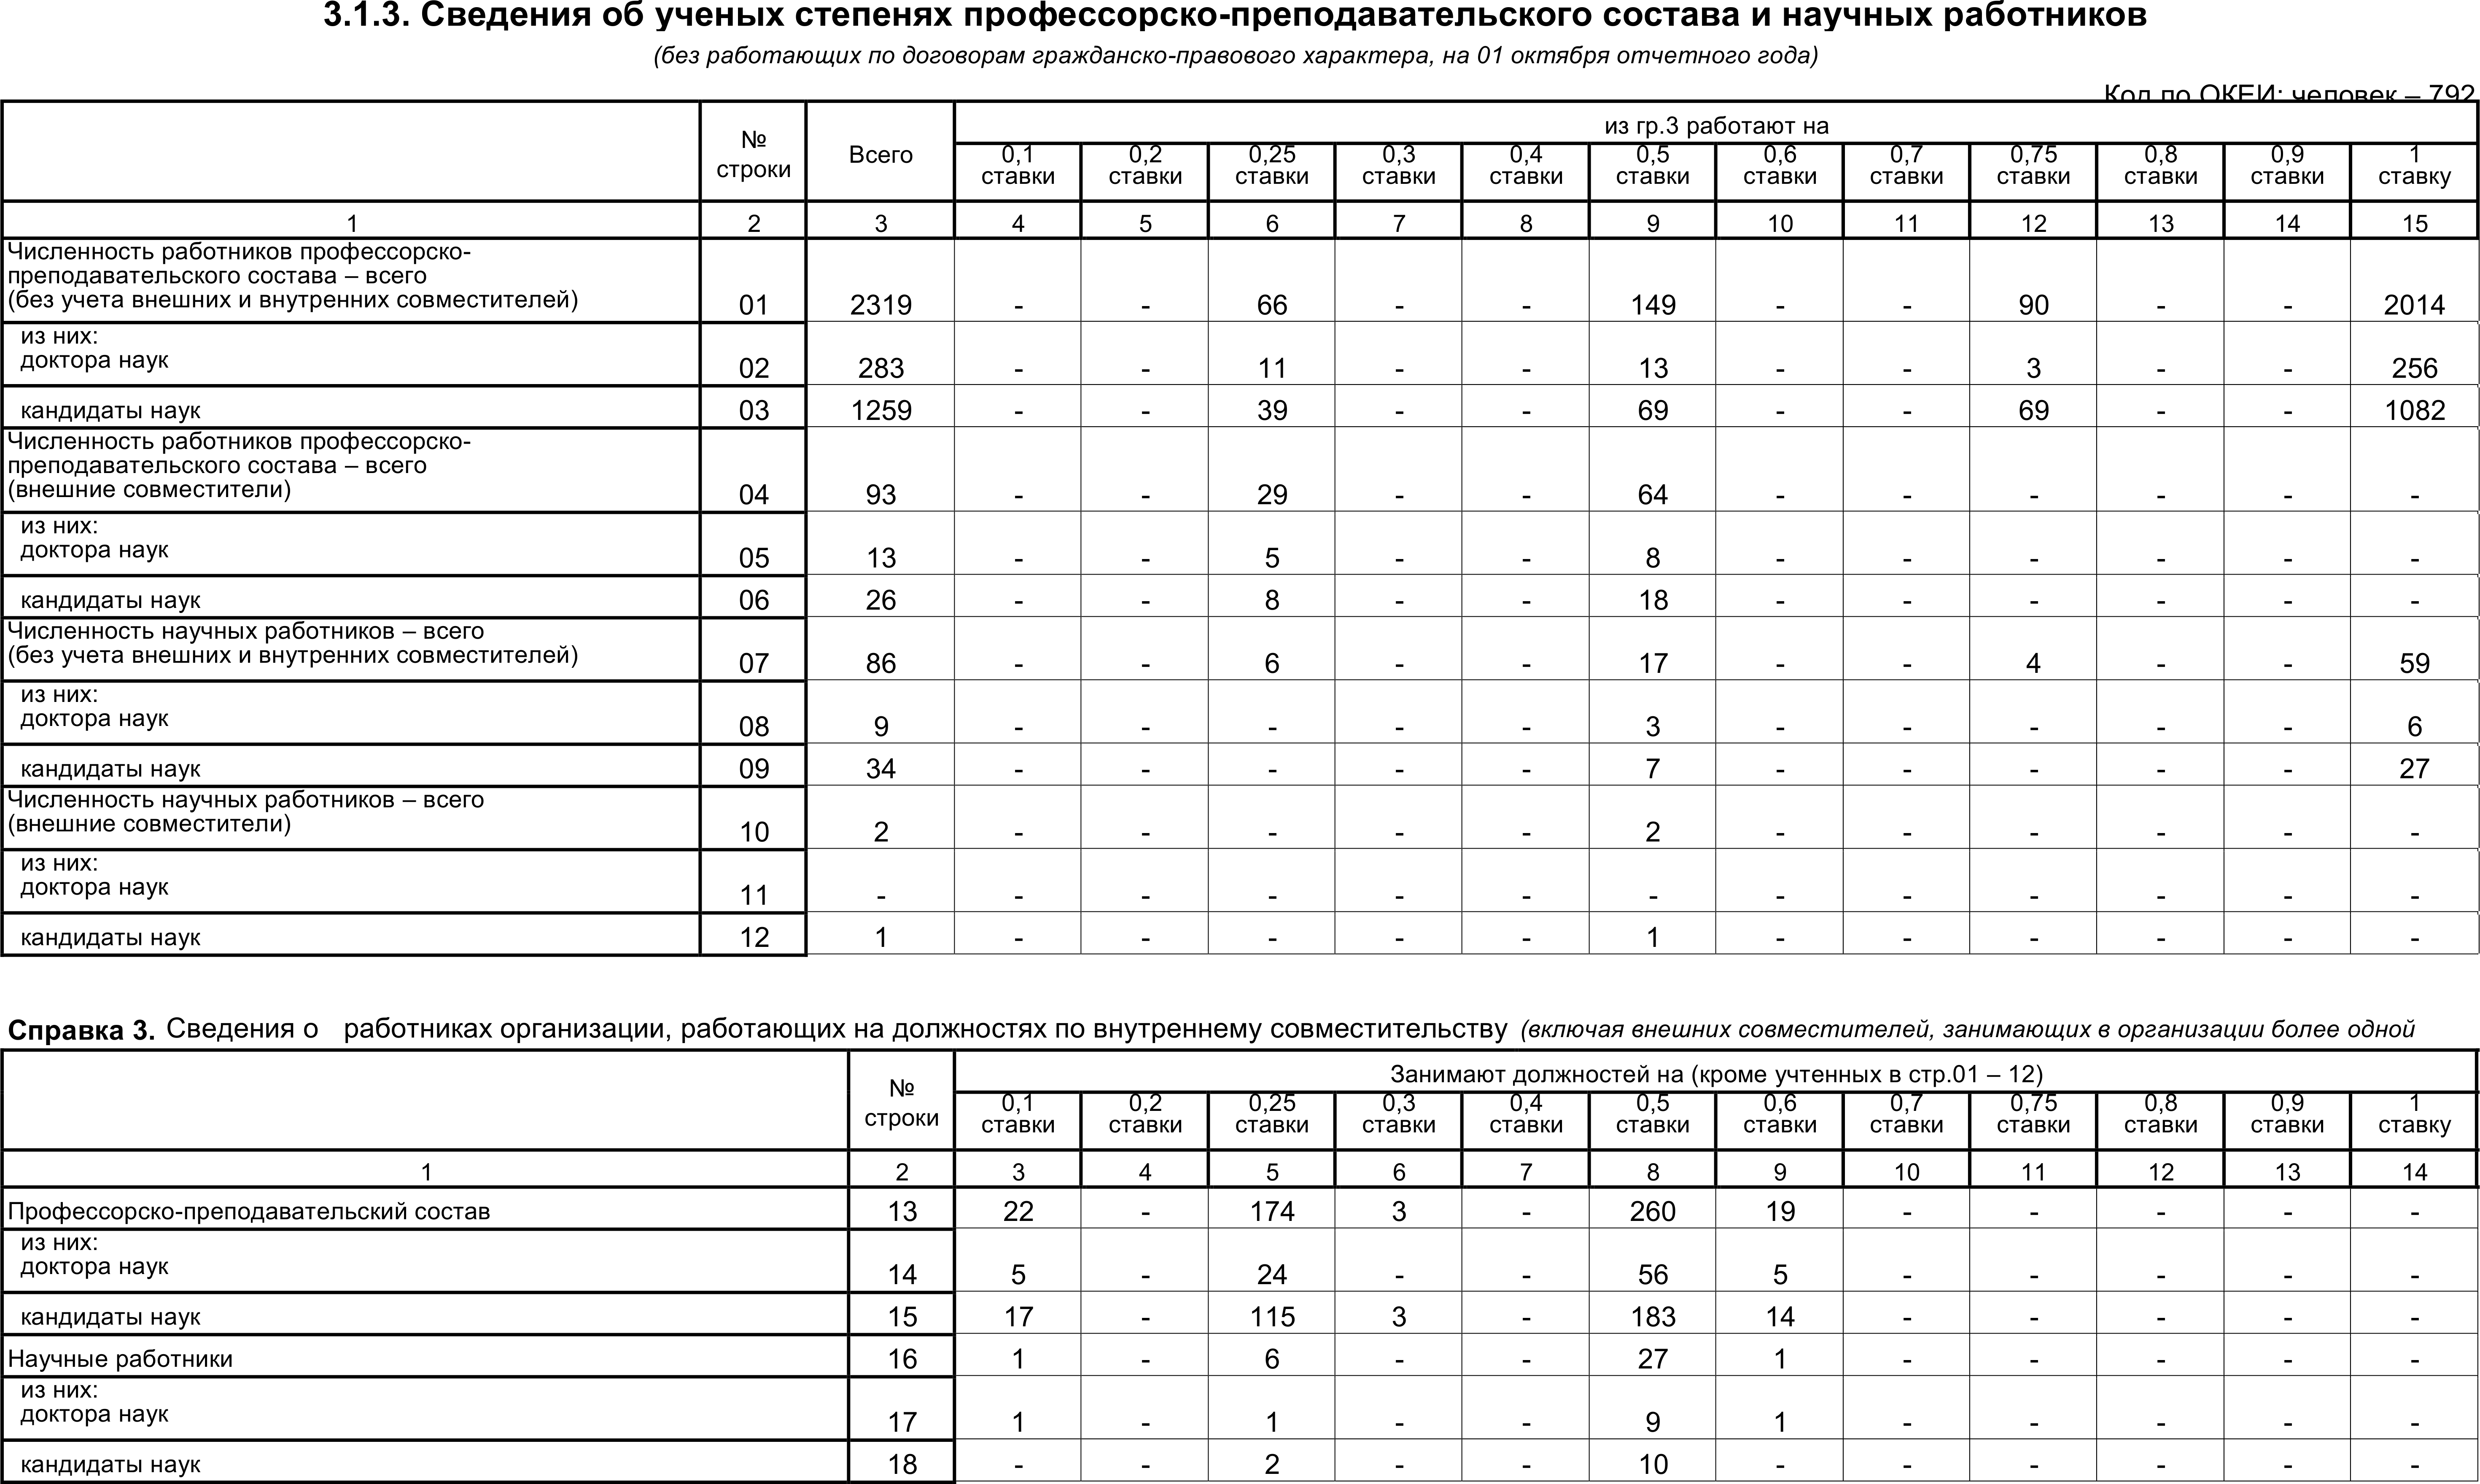 3.1.3. Сведения об ученых степенях профессорско-преподавательского состава и научных работников
(без работающих по договорам гражданско-правового характера, на 01 октября отчетного года)
Код по ОКЕИ: человек – 792
№ строки Всего из гр.3 работают на
0,1 ставки 0,2 ставки 0,25 ставки 0,3 ставки 0,4 ставки 0,5 ставки 0,6 ставки 0,7 ставки 0,75 ставки 0,8 ставки 0,9 ставки 1 ставку
1 2 3 4 5 6 7 8 9 10 11 12 13 14 15
Численность работников профессорско-
преподавательского состава – всего
(без учета внешних и внутренних совместителей) 01 2319 - - 66 - - 149 - - 90 - - 2014
из них:
доктора наук 02 283 - - 11 - - 13 - - 3 - - 256
кандидаты наук 03 1259 - - 39 - - 69 - - 69 - - 1082
Численность работников профессорско-
преподавательского состава – всего
(внешние совместители) 04 93 - - 29 - - 64 - - - - - -
из них:
доктора наук 05 13 - - 5 - - 8 - - - - - -
кандидаты наук 06 26 - - 8 - - 18 - - - - - -
Численность научных работников – всего
(без учета внешних и внутренних совместителей) 07 86 - - 6 - - 17 - - 4 - - 59
из них:
доктора наук 08 9 - - - - - 3 - - - - - 6
кандидаты наук 09 34 - - - - - 7 - - - - - 27
Численность научных работников – всего
(внешние совместители) 10 2 - - - - - 2 - - - - - -
из них:
доктора наук 11 - - - - - - - - - - - - -
кандидаты наук 12 1 - - - - - 1 - - - - - -
Справка 3. Сведения о работниках организации, работающих на должностях по внутреннему совместительству (включая внешних совместителей, занимающих в организации более одной
№ строки Занимают должностей на (кроме учтенных в стр.01 – 12)
0,1 ставки 0,2 ставки 0,25 ставки 0,3 ставки 0,4 ставки 0,5 ставки 0,6 ставки 0,7 ставки 0,75 ставки 0,8 ставки 0,9 ставки 1 ставку
1 2 3 4 5 6 7 8 9 10 11 12 13 14
Профессорско-преподавательский состав 13 22 - 174 3 - 260 19 - - - - -
из них:
доктора наук 14 5 - 24 - - 56 5 - - - - -
кандидаты наук 15 17 - 115 3 - 183 14 - - - - -
Научные работники 16 1 - 6 - - 27 1 - - - - -
из них:
доктора наук 17 1 - 1 - - 9 1 - - - - -
кандидаты наук 18 - - 2 - - 10 - - - - - -